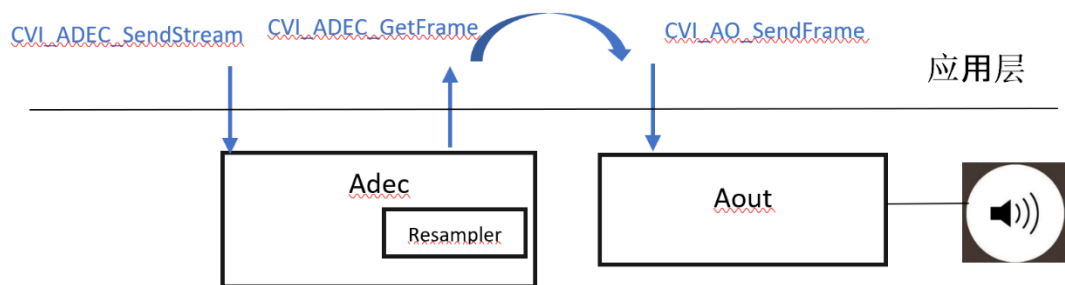 CVI_ADEC_SendStream
CVI_ADEC_GetFrame
CVI_AO_SendFrame
应用层
Adec
Resampler
Aout